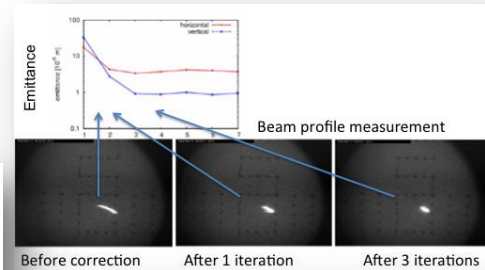 Emittance
emittance [10⁻⁶ m]
100
10
1
0.1
horizontal
vertical
1 2 3 4 5 6 7
Beam profile measurement
Before correction
After 1 iteration
After 3 iterations